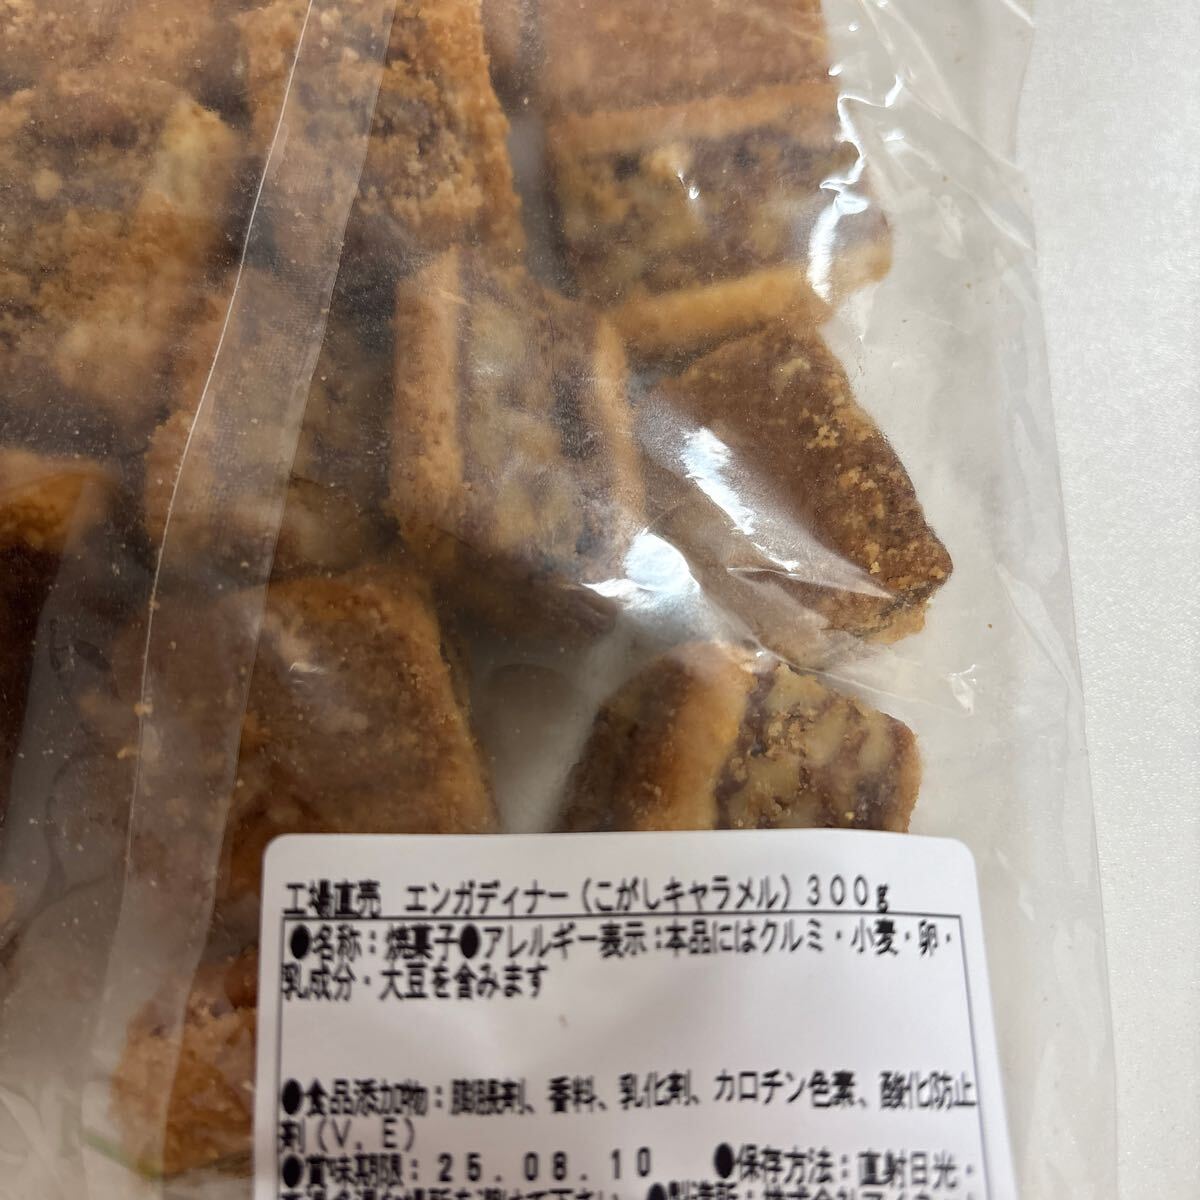 工場直売　エンガディナー(こがしキャラメル)300g
●名称:焼菓子●アレルギー表示:本品にはクルミ・小麦・卵・
乳成分・大豆を含みます
●食品添加物:膨脹剤、香料、乳化剤、カロチン色素、酸化防止
剤(V.E)
●賞味期限:25.08.10　●保存方法:直射日光・